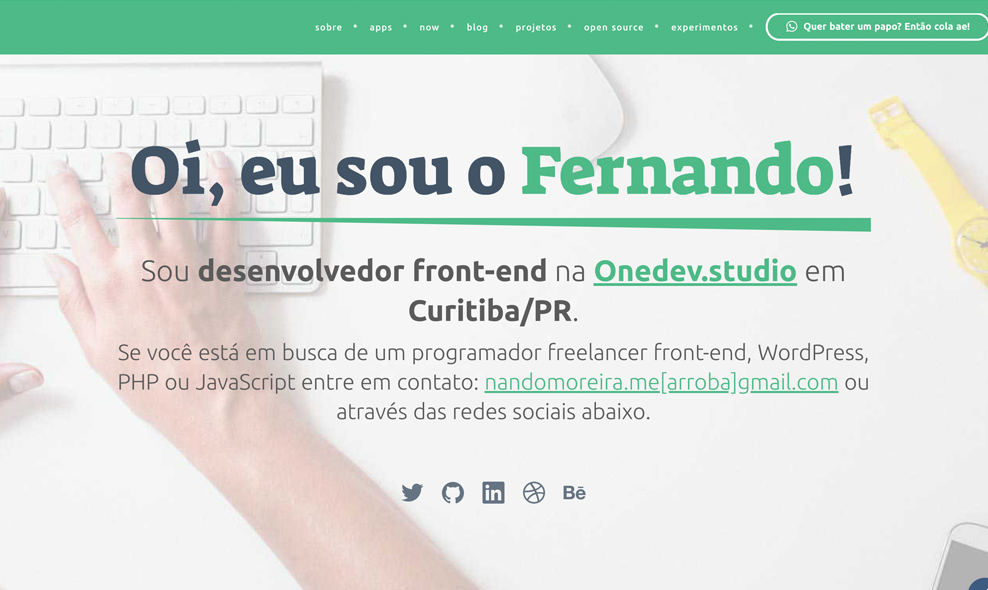 sobre • apps • now • blog • projetos • open source • experimentos • Quer bater um papo? Então cola ae!
Oi, eu sou o Fernando!
Sou desenvolvedor front-end na Onedev.studio em
Curitiba/PR.
Se você está em busca de um programador freelancer front-end, WordPress,
PHP ou JavaScript entre em contato: nandomoreira.me[arroba]gmail.com ou
através das redes sociais abaixo.
in Bē